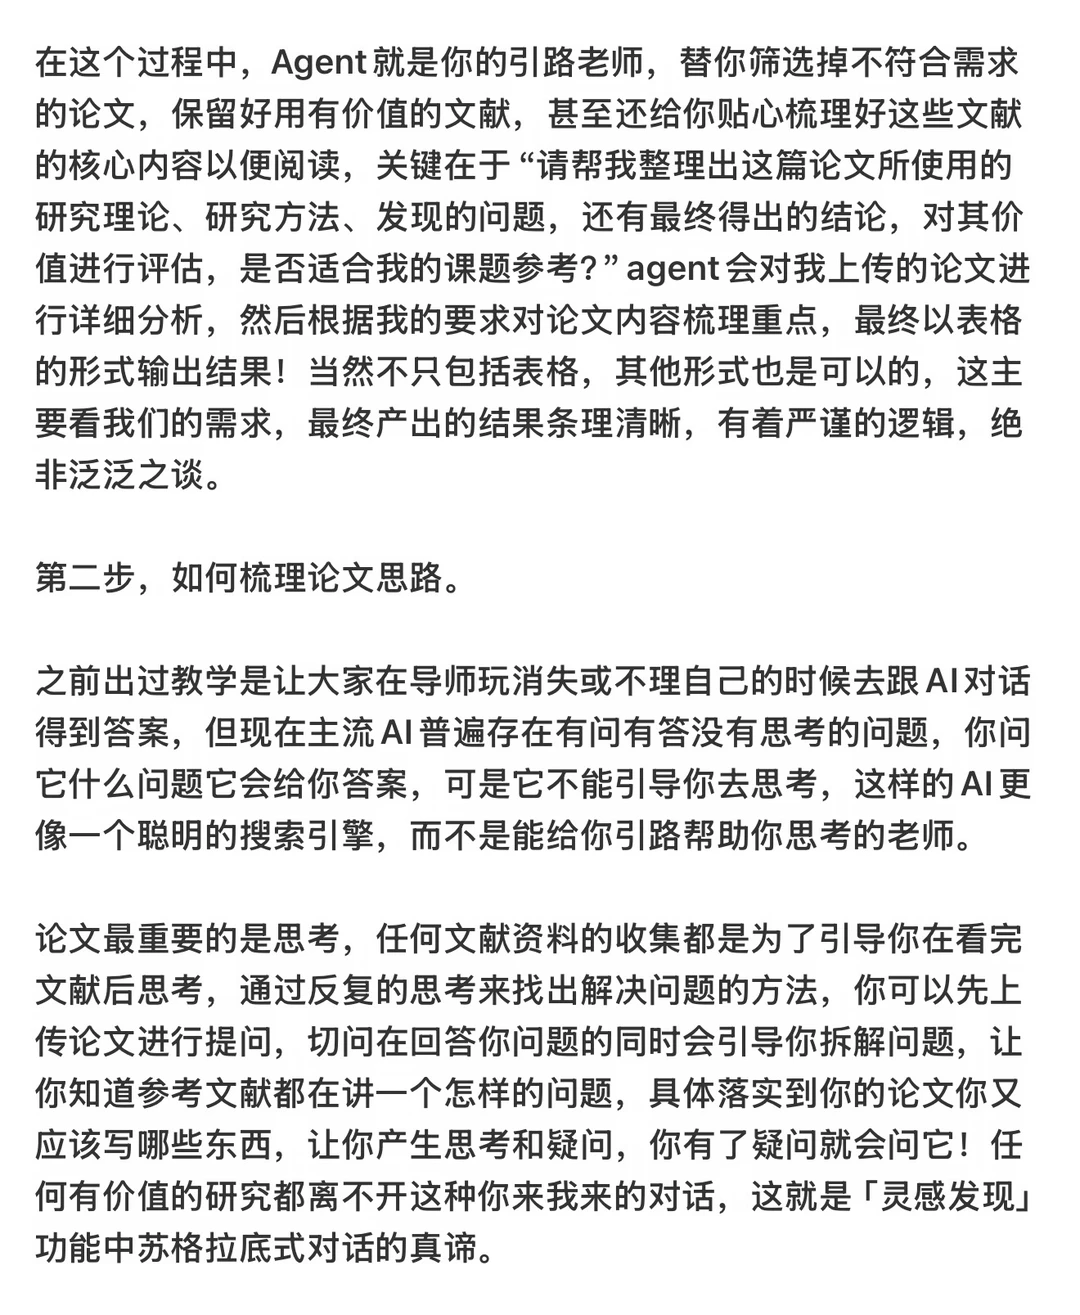 在这个过程中，Agent就是你的引路老师，替你筛选掉不符合需求
的论文，保留好用有价值的文献，甚至还给你贴心梳理好这些文献
的核心内容以便阅读，关键在于 “请帮我整理出这篇论文所使用的
研究理论、研究方法、发现的问题，还有最终得出的结论，对其价
值进行评估，是否适合我的课题参考？” agent会对我上传的论文进
行详细分析，然后根据我的要求对论文内容梳理重点，最终以表格
的形式输出结果！当然不只包括表格，其他形式也是可以的，这主
要看我们的需求，最终产出的结果条理清晰，有着严谨的逻辑，绝
非泛泛之谈。
第二步，如何梳理论文思路。
之前出过教学是让大家在导师玩消失或不理自己的时候去跟AI对话
得到答案，但现在主流AI普遍存在有问有答没有思考的问题，你问
它什么问题它会给你答案，可是它不能引导你去思考，这样的AI更
像一个聪明的搜索引擎，而不是能给你引路帮助你思考的老师。
论文最重要的是思考，任何文献资料的收集都是为了引导你在看完
文献后思考，通过反复的思考来找出解决问题的方法，你可以先上
传论文进行提问，切问在回答你问题的同时会引导你拆解问题，让
你知道参考文献都在讲一个怎样的问题，具体落实到你的论文你又
应该写哪些东西，让你产生思考和疑问，你有了疑问就会问它！任
何有价值的研究都离不开这种你来我来的对话，这就是「灵感发现」
功能中苏格拉底式对话的真谛。